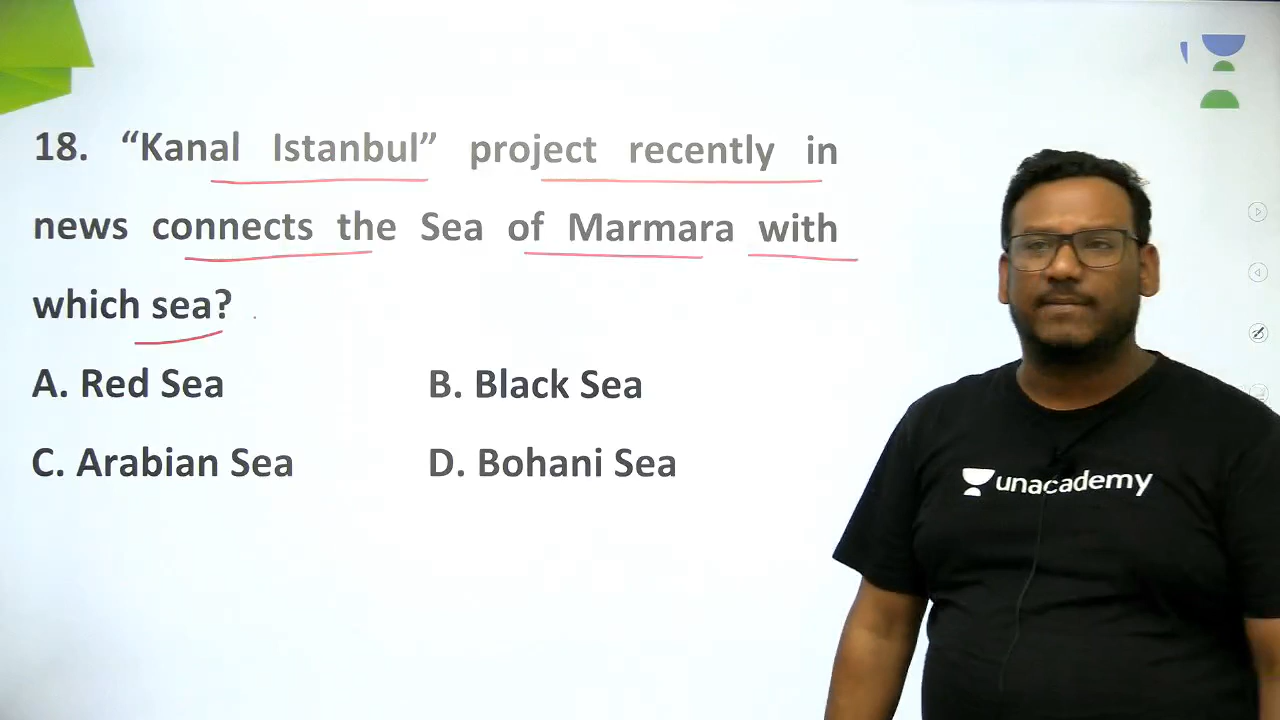 18. “Kanal Istanbul” project recently in
news connects the Sea of Marmara with
which sea?
A. Red Sea
B. Black Sea
C. Arabian Sea
D. Bohani Sea
unacademy